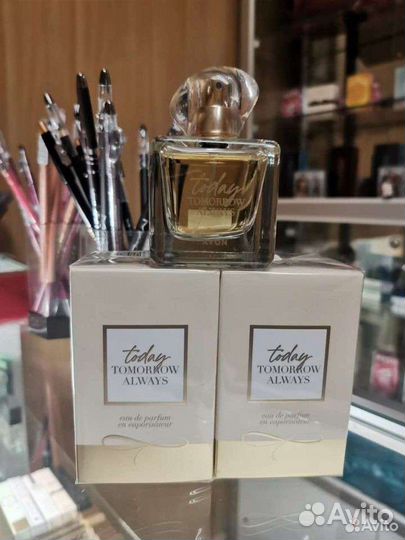 today
TOMORROW
ALWAYS
AVON
today
TOMORROW
ALWAYS
eau de parfum
en vaporisateur
today
TOMORROW
ALWAYS
eau de parfum
en vaporisateur
Avito
Avito